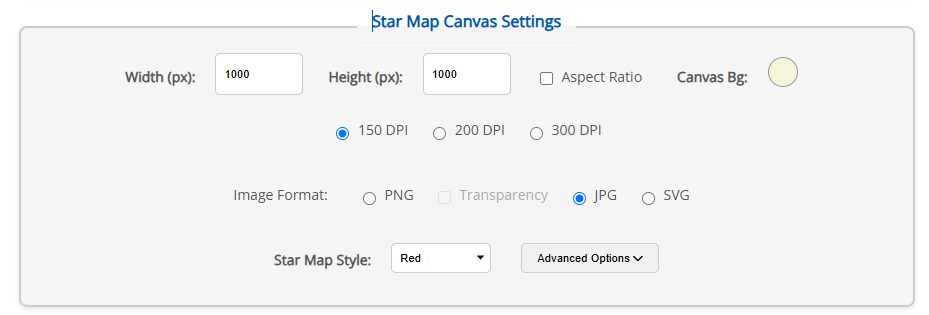 Star Map Canvas Settings
Width (px): 1000 Height (px): 1000 Aspect Ratio Canvas Bg:
150 DPI 200 DPI 300 DPI
Image Format: PNG Transparency JPG SVG
Star Map Style: Red Advanced Options